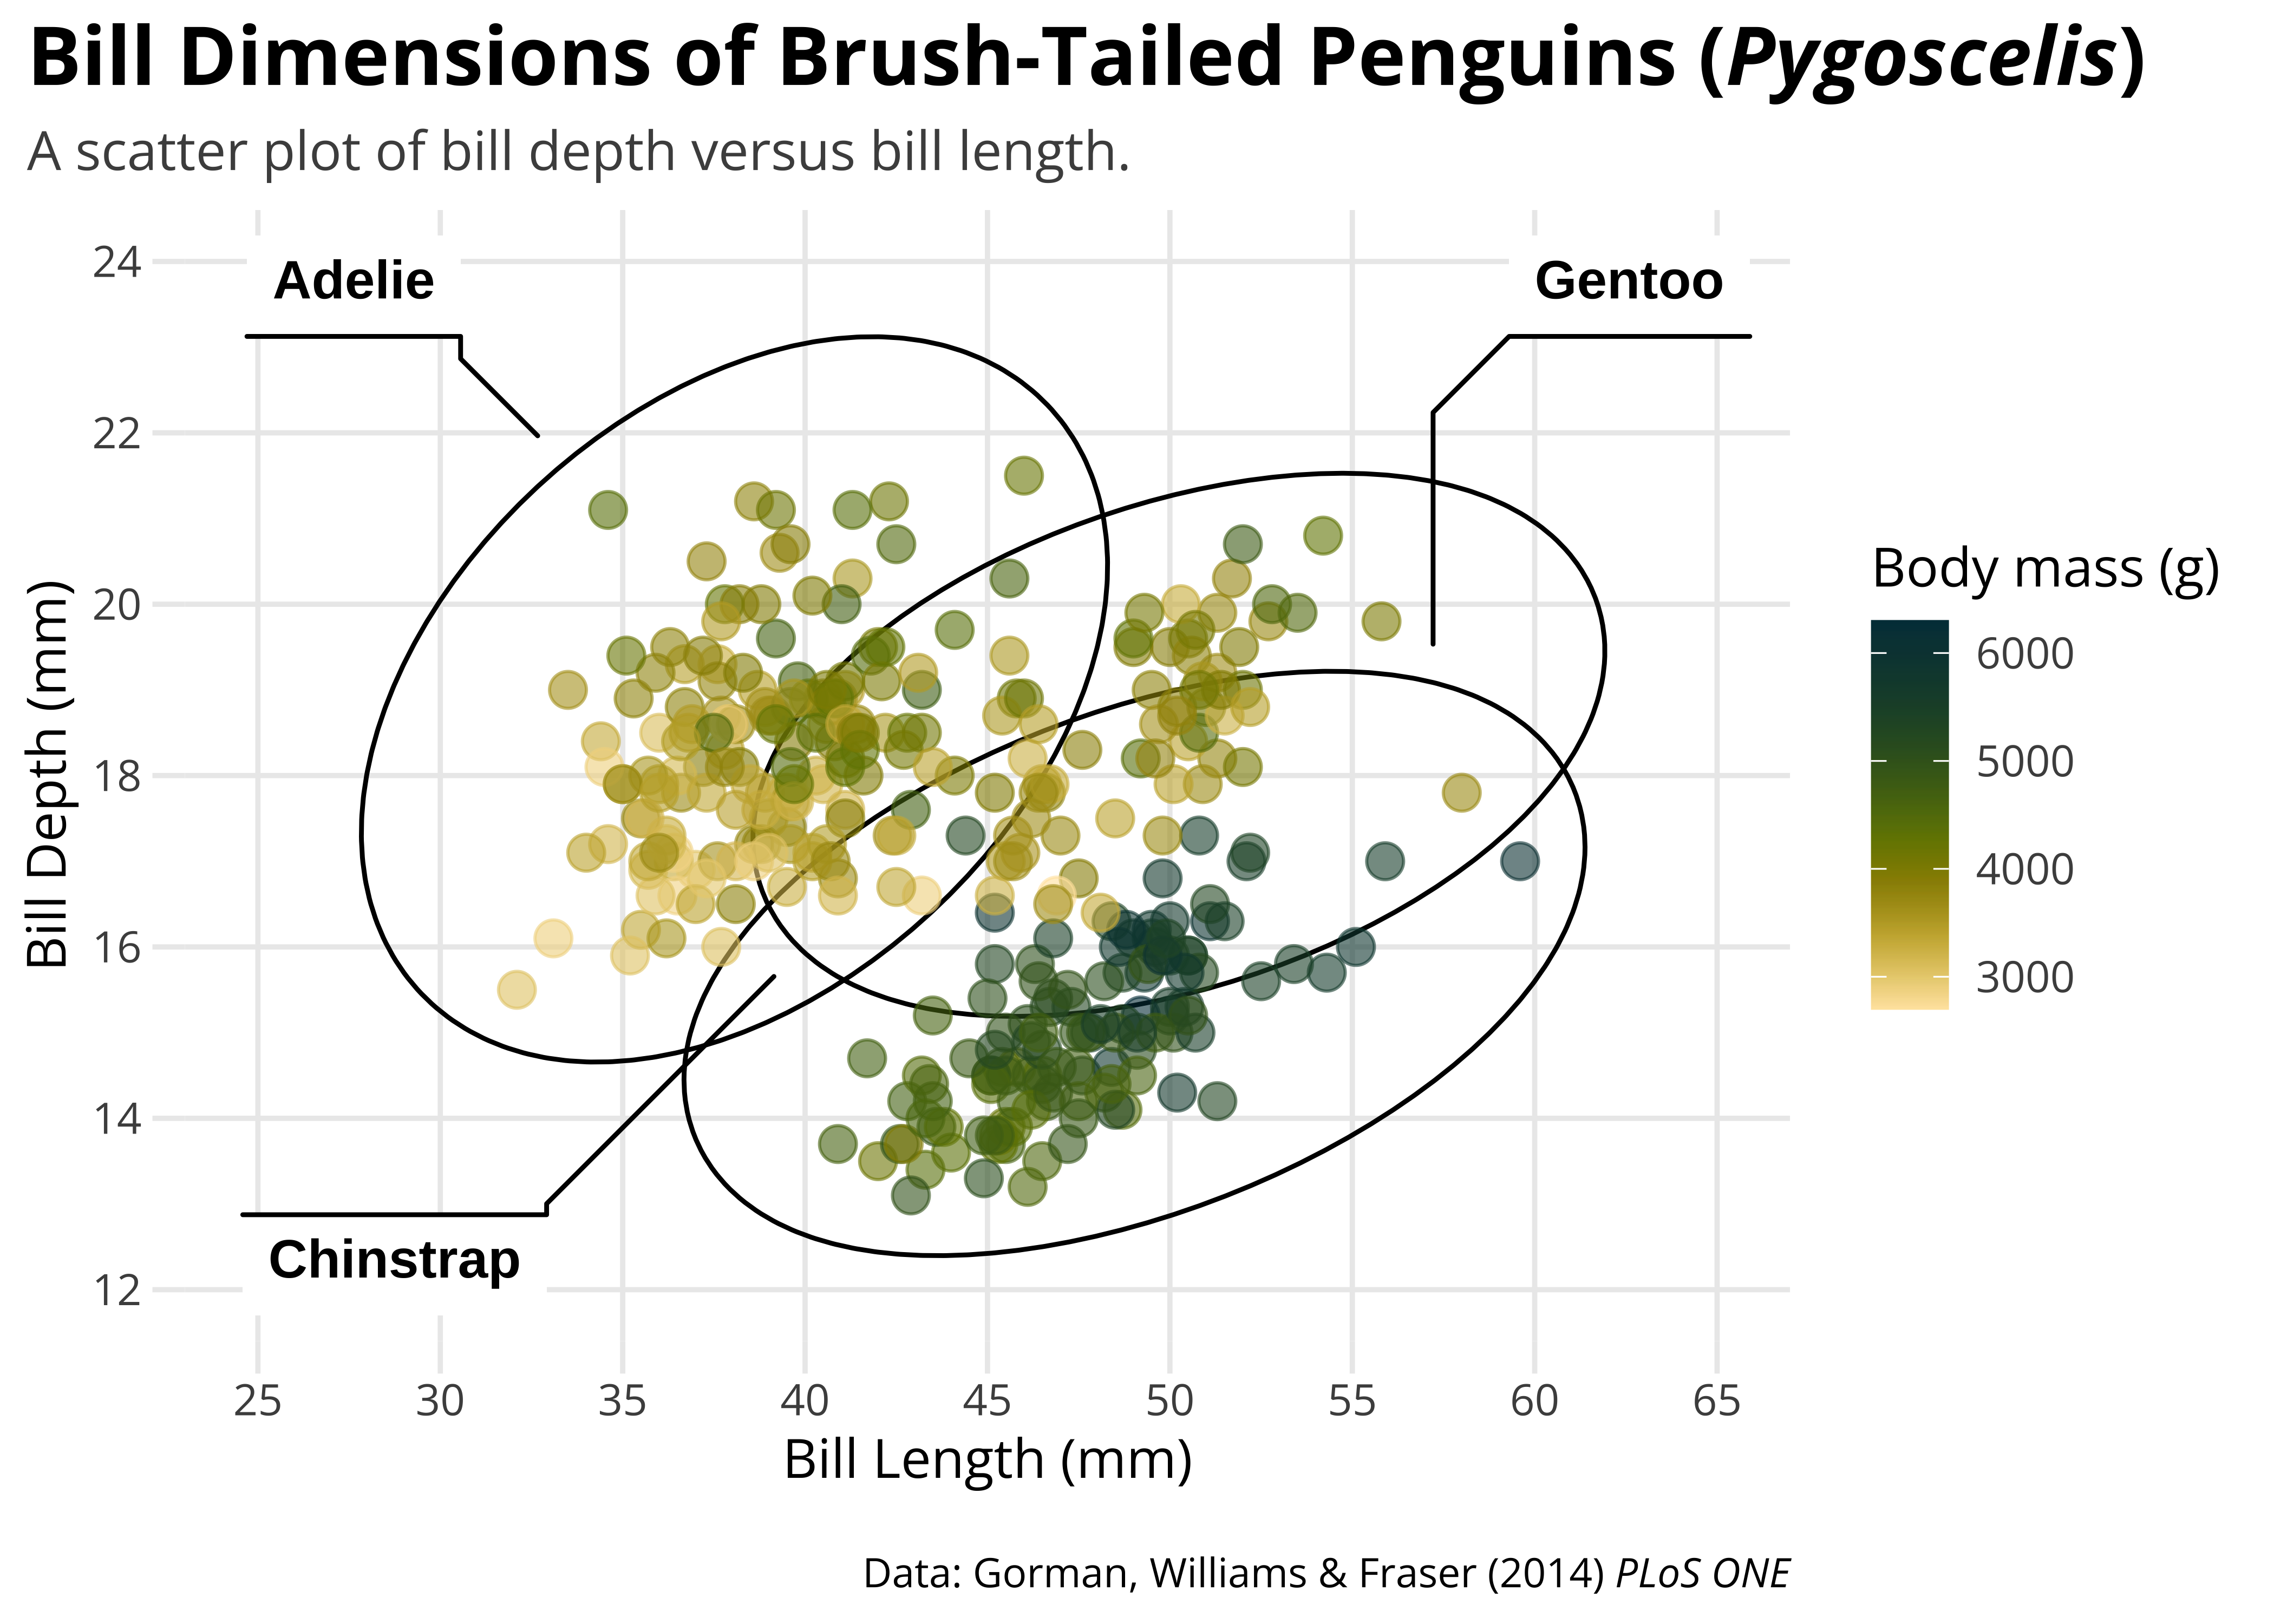 Bill Dimensions of Brush-Tailed Penguins (Pygoscelis)
A scatter plot of bill depth versus bill length.
Adelie
Gentoo
Chinstrap
24
22
20
18
16
14
12
Bill Depth (mm)
25 30 35 40 45 50 55 60 65
Bill Length (mm)
Body mass (g)
6000
5000
4000
3000
Data: Gorman, Williams & Fraser (2014) PLoS ONE